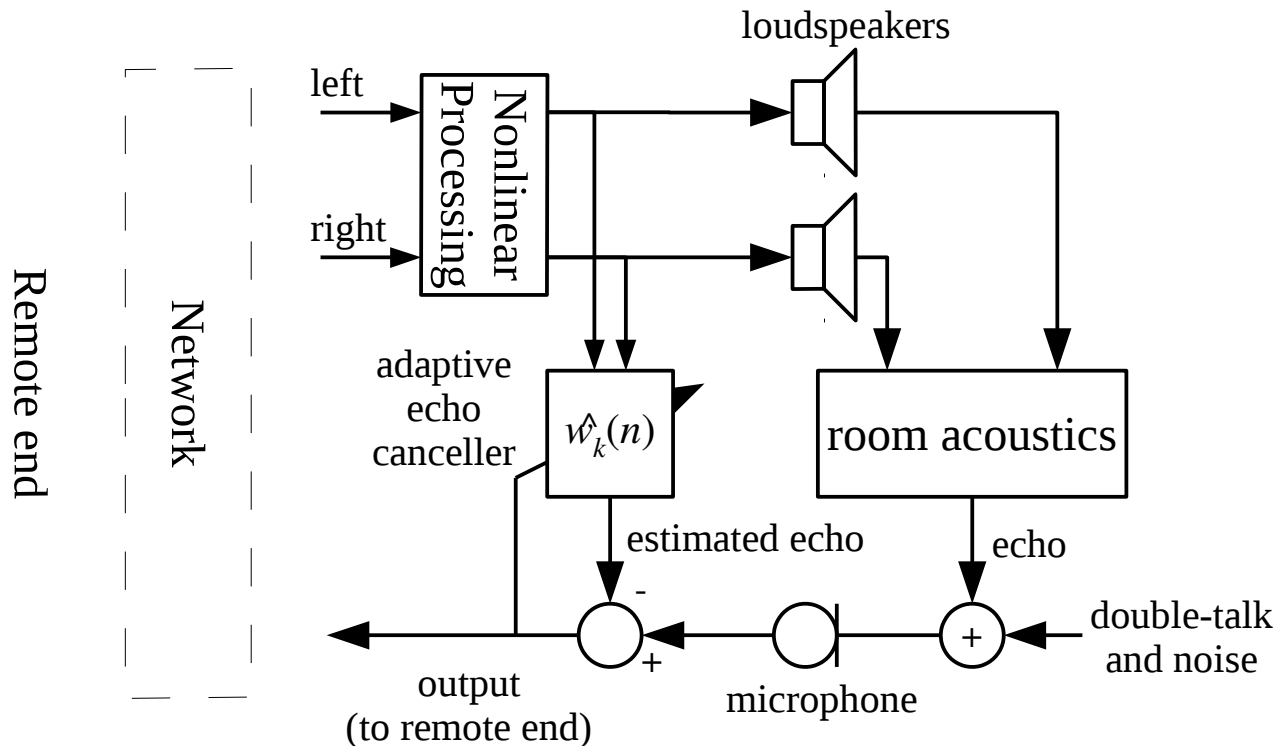 loudspeakers
left
right
Nonlinear
Processing
Remote end
Network
adaptive
echo
canceller
ŵₖ(n)
room acoustics
estimated echo
echo
-
+
+
double-talk
and noise
microphone
output
(to remote end)